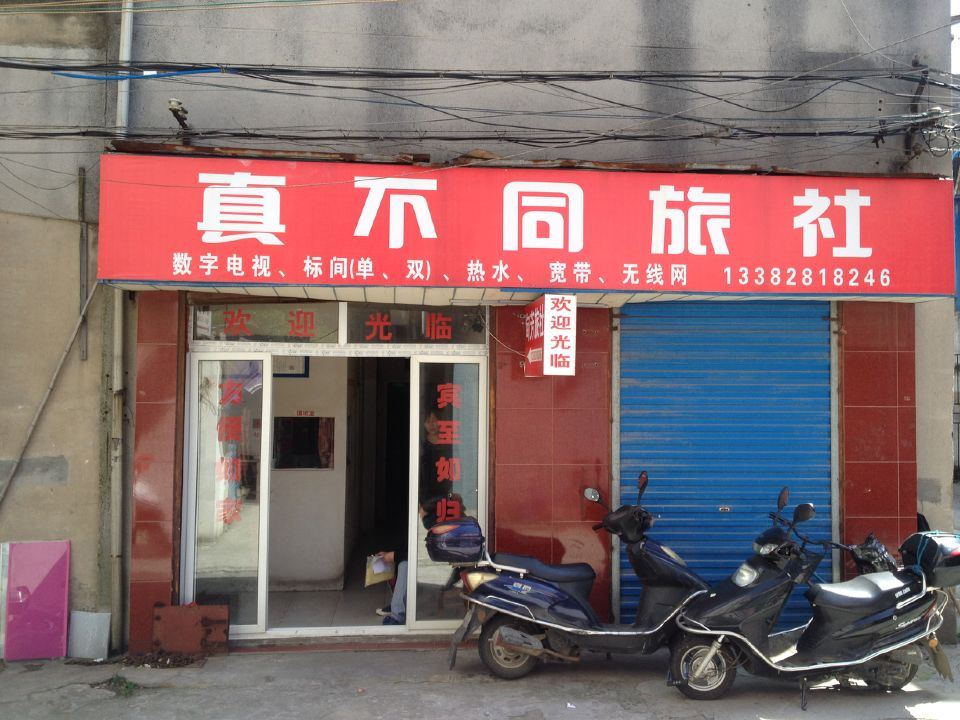 真不同旅社
数字电视、标间(单、双)、热水、宽带、无线网 13382818246
欢迎光临
欢迎光临
宾至如归